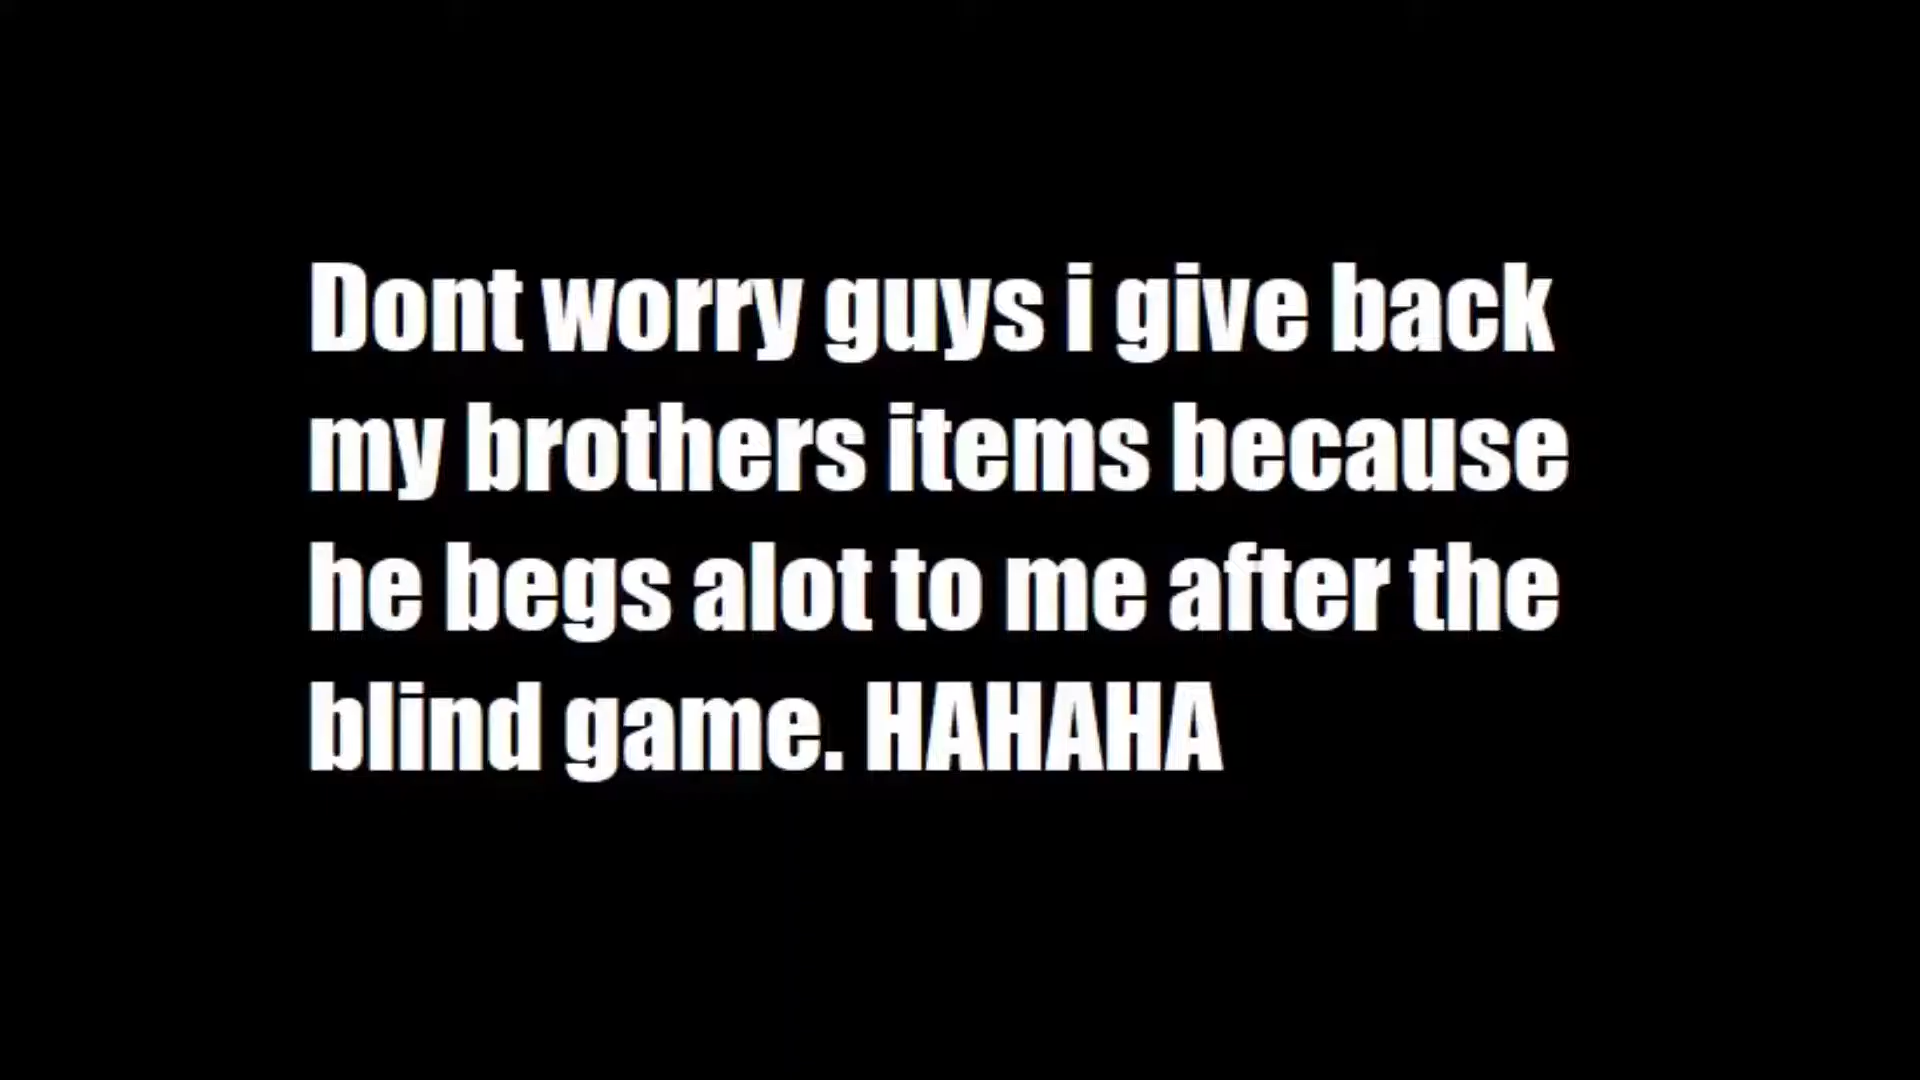 Dont worry guys i give back
my brothers items because
he begs alot to me after the
blind game. HAHAHA